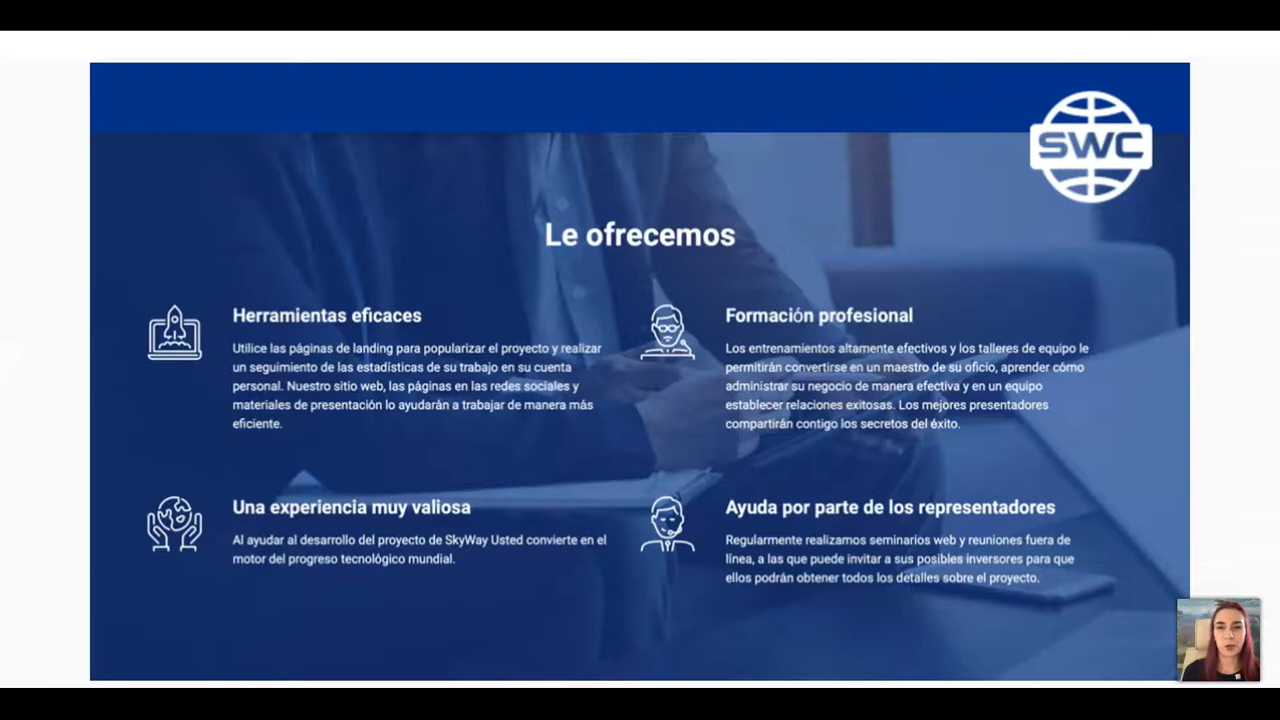 SWC
Le ofrecemos
Herramientas eficaces
Utilice las páginas de landing para popularizar el proyecto y realizar
un seguimiento de las estadísticas de su trabajo en su cuenta
personal. Nuestro sitio web, las páginas en las redes sociales y
materiales de presentación lo ayudarán a trabajar de manera más
eficiente.
Formación profesional
Los entrenamientos altamente efectivos y los talleres de equipo le
permitirán convertirse en un maestro de su oficio, aprender cómo
administrar su negocio de manera efectiva y en un equipo
establecer relaciones exitosas. Los mejores presentadores
compartirán contigo los secretos del éxito.
Una experiencia muy valiosa
Al ayudar al desarrollo del proyecto de SkyWay Usted convierte en el
motor del progreso tecnológico mundial.
Ayuda por parte de los representadores
Regularmente realizamos seminarios web y reuniones fuera de
línea, a las que puede invitar a sus posibles inversores para que
ellos podrán obtener todos los detalles sobre el proyecto.